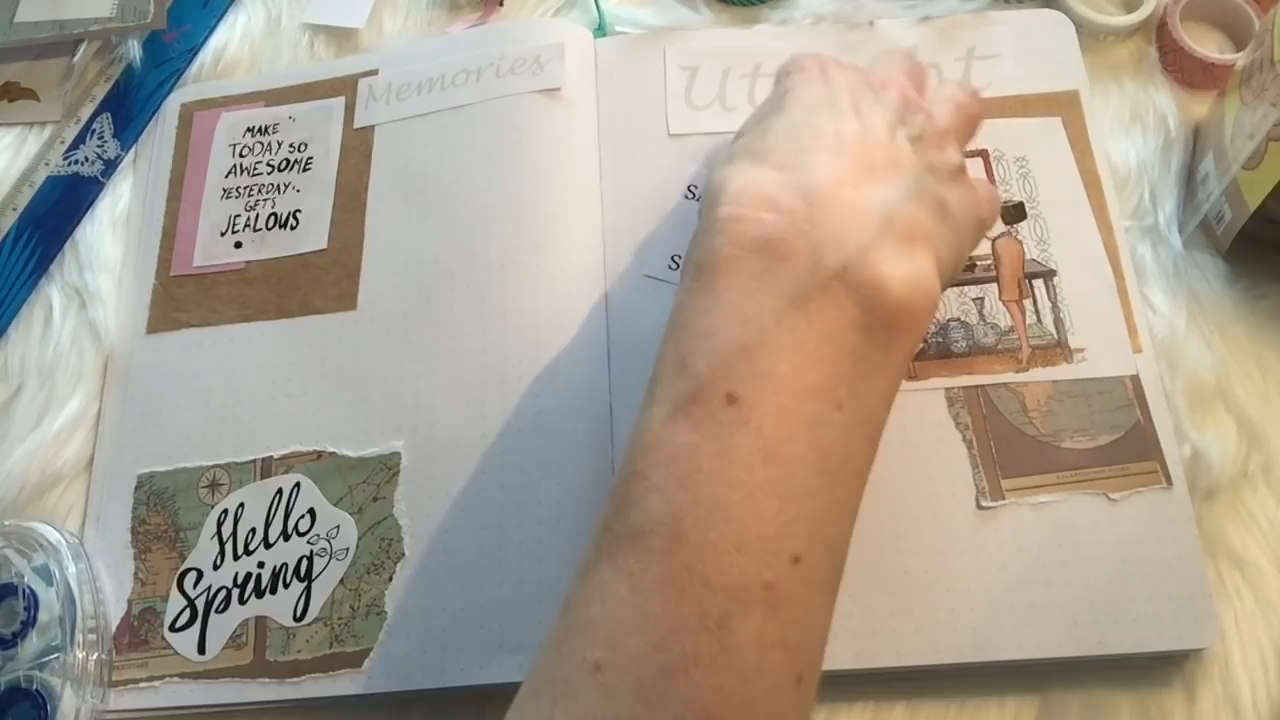 Memories
MAKE
TODAY SO
AWESOME
YESTERDAY
GETS
JEALOUS
Hello
Spring